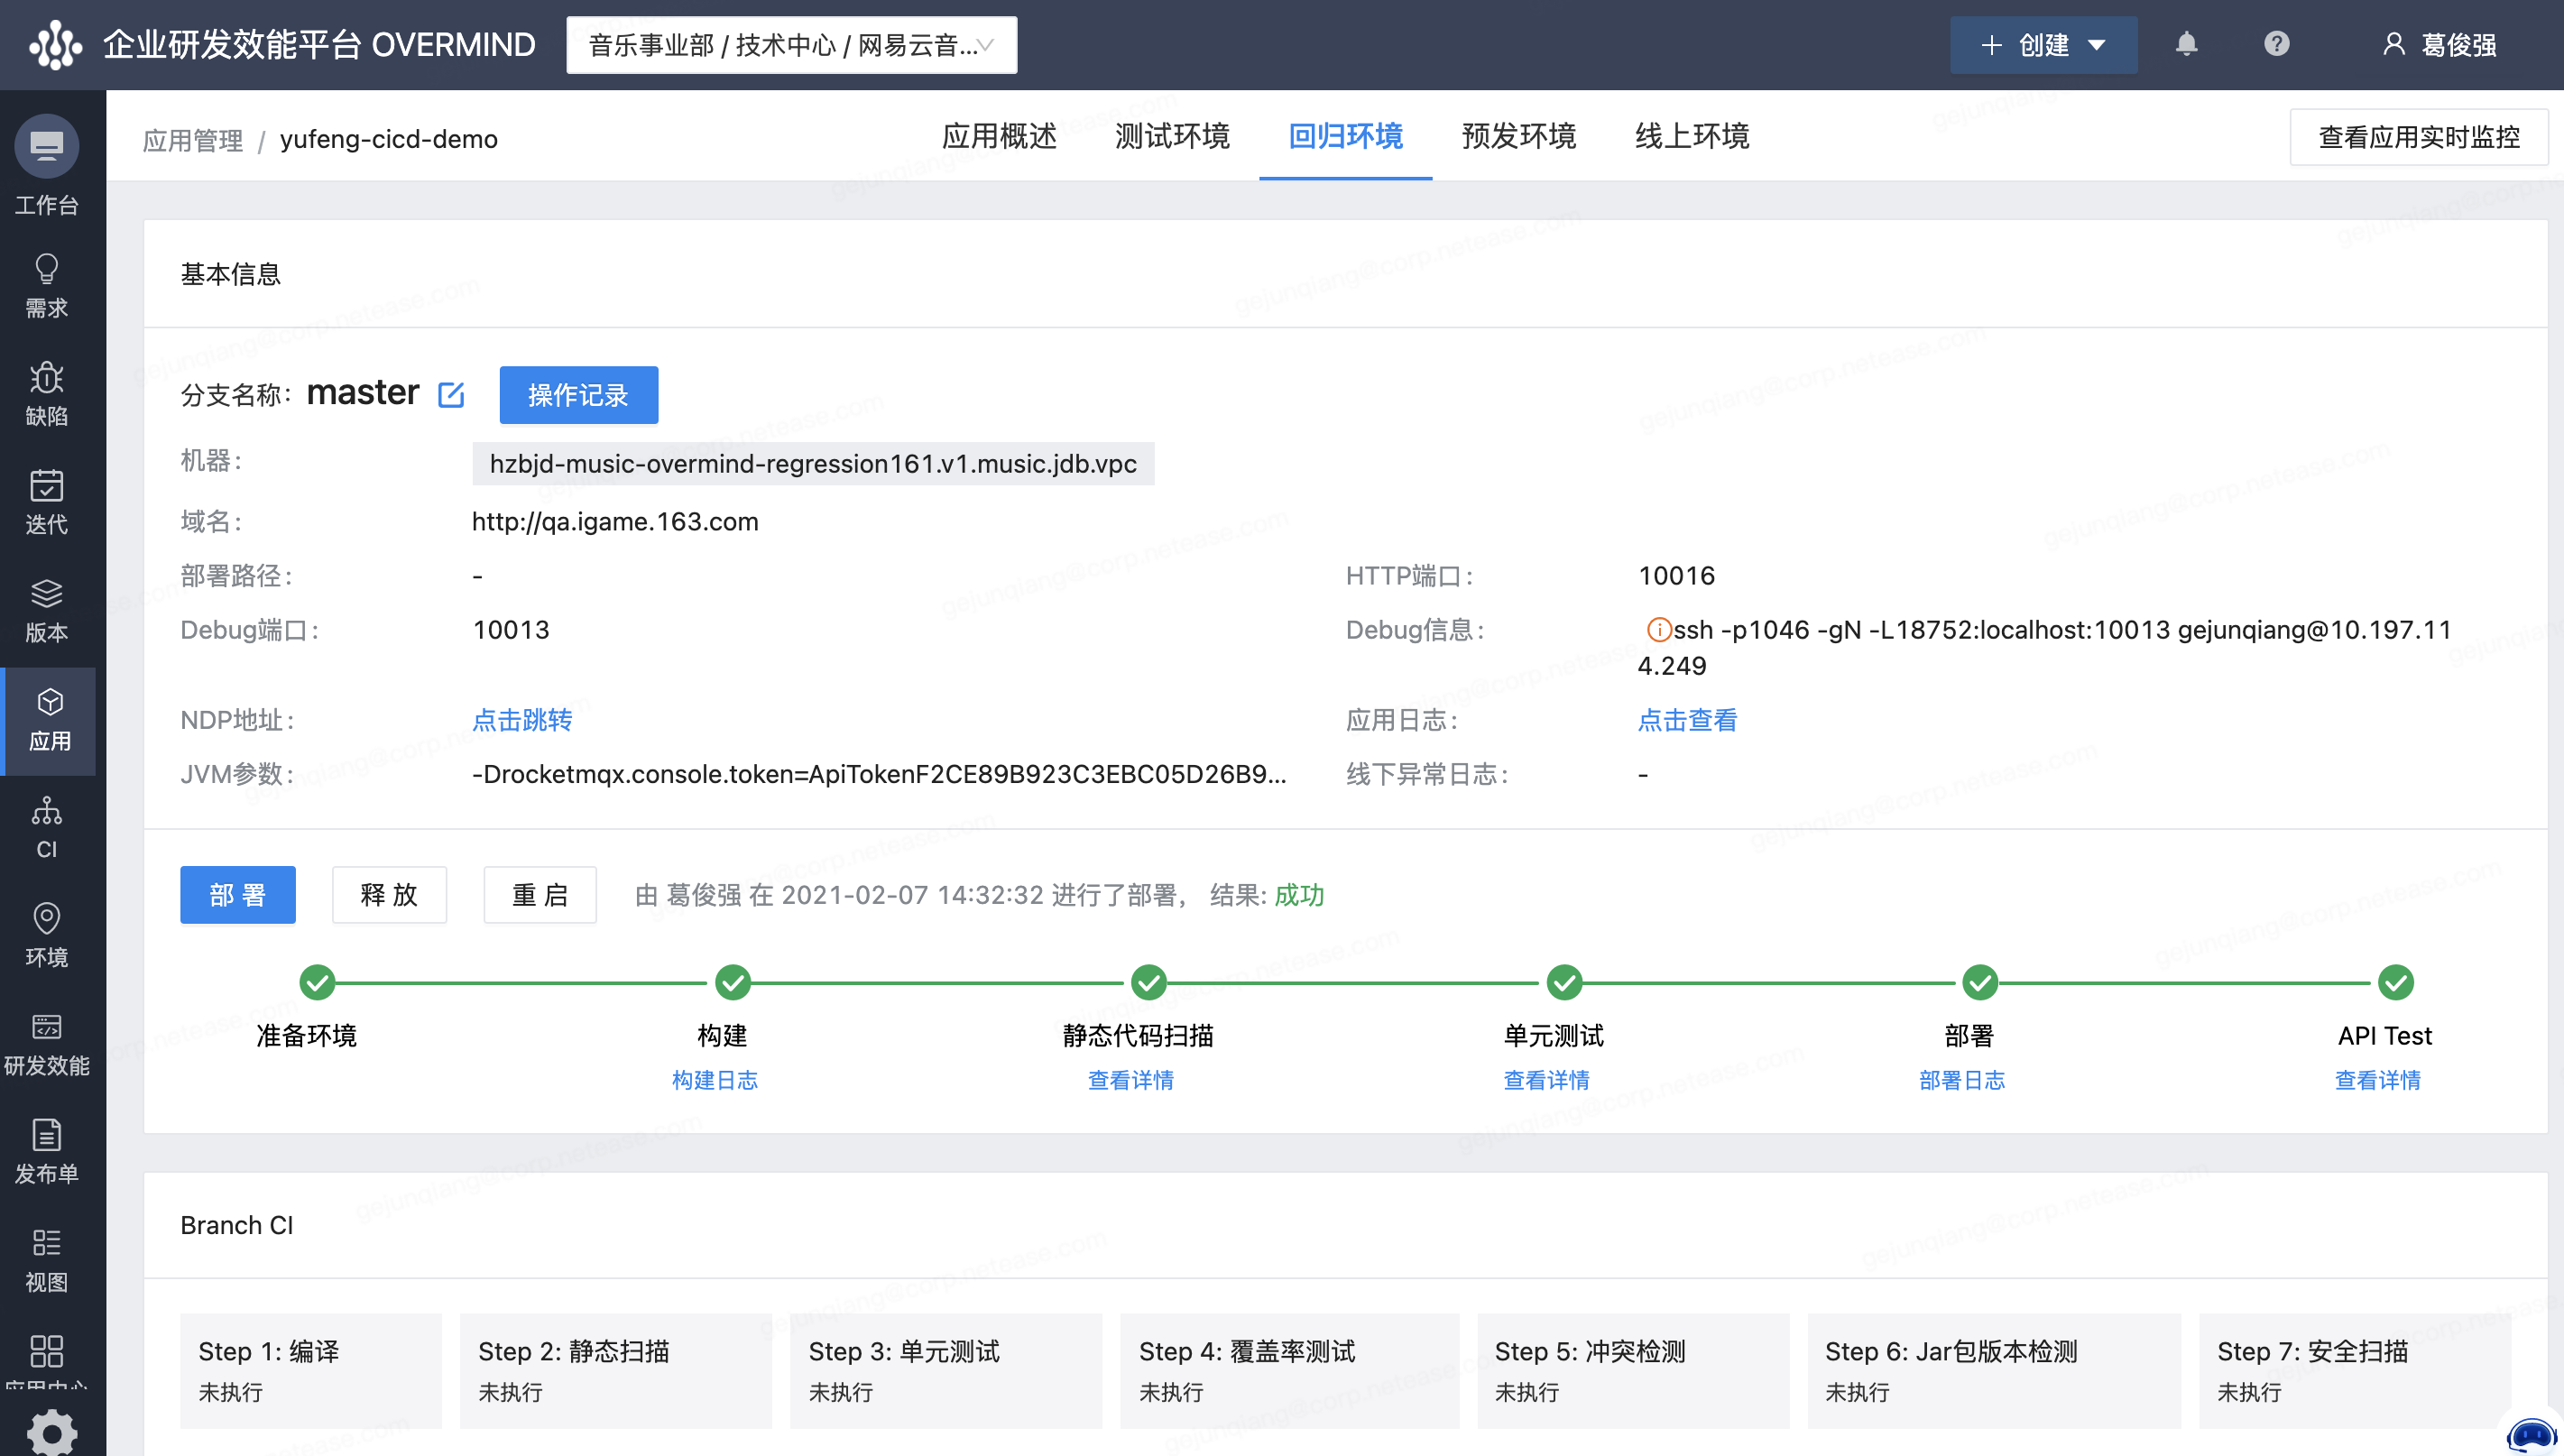 企业研发效能平台 OVERMIND
音乐事业部 / 技术中心 / 网易云音...
创建
葛俊强
应用管理 / yufeng-cicd-demo
应用概述
测试环境
回归环境
预发环境
线上环境
查看应用实时监控
工作台
需求
缺陷
迭代
版本
应用
CI
环境
研发效能
发布单
视图
应用中心
基本信息
分支名称: master
操作记录
机器: hzbjd-music-overmind-regression161.v1.music.jdb.vpc
域名: http://qa.igame.163.com
部署路径: -
HTTP端口: 10016
Debug端口: 10013
Debug信息: ssh -p1046 -gN -L18752:localhost:10013 gejunqiang@10.197.11
4.249
NDP地址: 点击跳转
应用日志: 点击查看
JVM参数: -Drocketmqx.console.token=ApiTokenF2CE89B923C3EBC05D26B9...
线下异常日志: -
部 署
释 放
重 启
由 葛俊强 在 2021-02-07 14:32:32 进行了部署, 结果: 成功
准备环境
构建
构建日志
静态代码扫描
查看详情
单元测试
查看详情
部署
部署日志
API Test
查看详情
Branch CI
Step 1: 编译
未执行
Step 2: 静态扫描
未执行
Step 3: 单元测试
未执行
Step 4: 覆盖率测试
未执行
Step 5: 冲突检测
未执行
Step 6: Jar包版本检测
未执行
Step 7: 安全扫描
未执行
gejunqiang@corp.netease.com